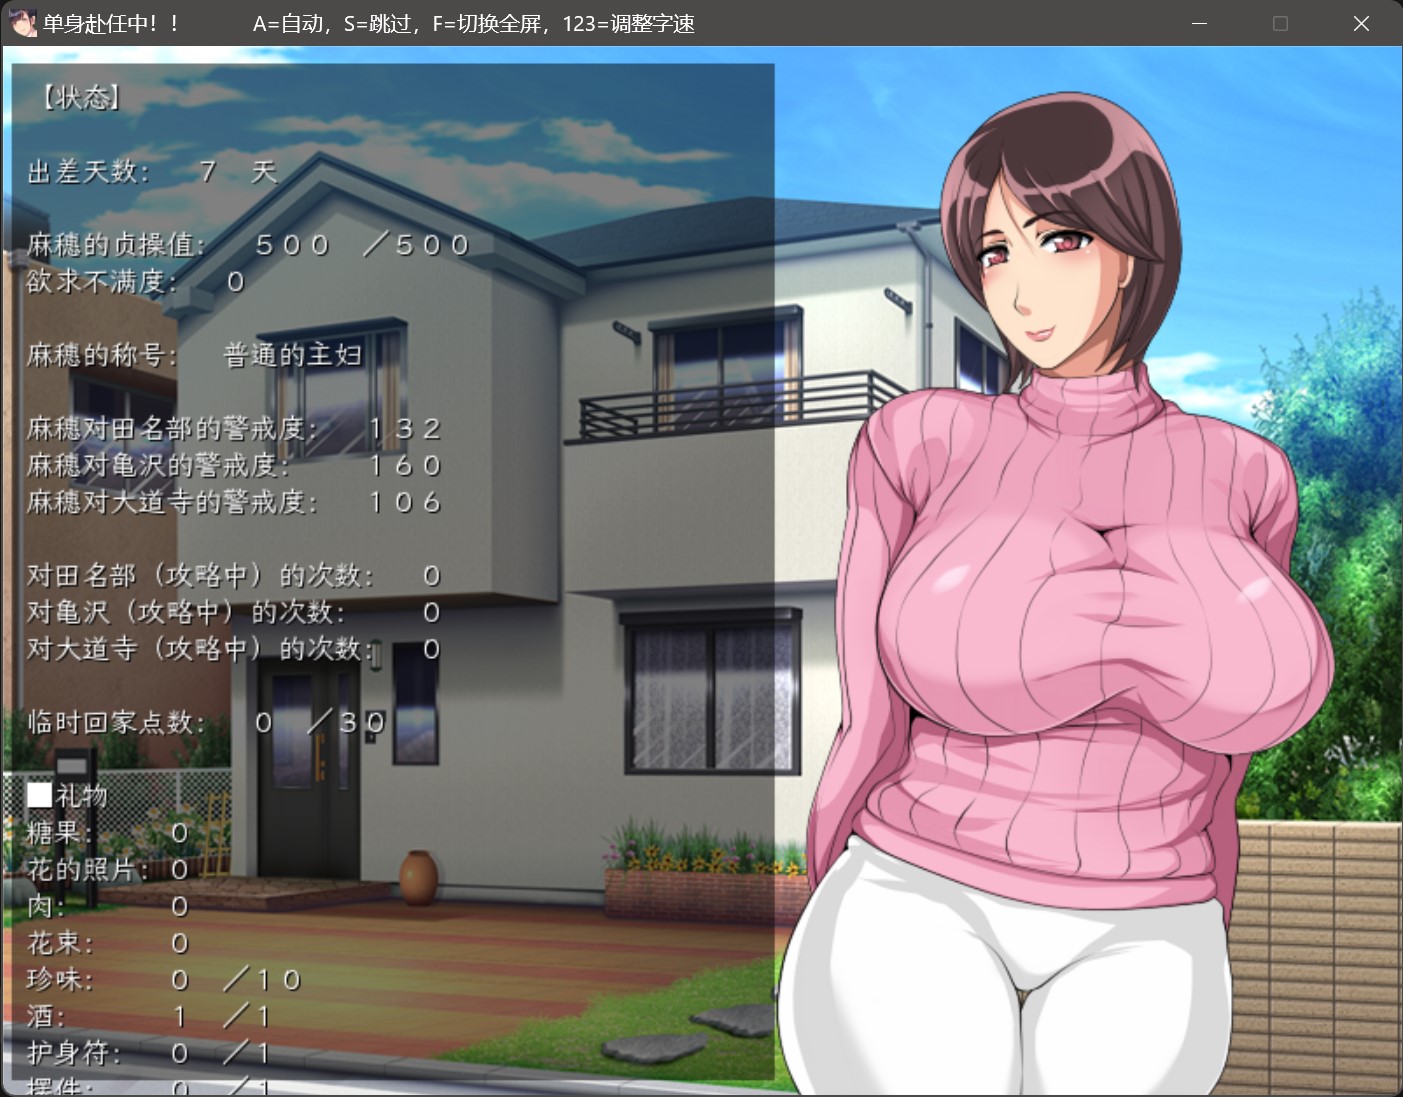 单身赴任中！！ A=自动，S=跳过，F=切换全屏，123=调整字速
【状态】
出差天数： ７ 天
麻穗的贞操值： ５００ ／５００
欲求不满度： ０
麻穗的称号： 普通的主妇
麻穗对田名部的警戒度： １３２
麻穗对亀沢的警戒度： １６０
麻穗对大道寺的警戒度： １０６
对田名部（攻略中）的次数： ０
对亀沢（攻略中）的次数： ０
对大道寺（攻略中）的次数： ０
临时回家点数： ０ ／３０
■礼物
糖果： ０
花的照片： ０
肉： ０
花束： ０
珍味： ０ ／１０
酒： １ ／１
护身符： ０ ／１
摆件： ０ ／１